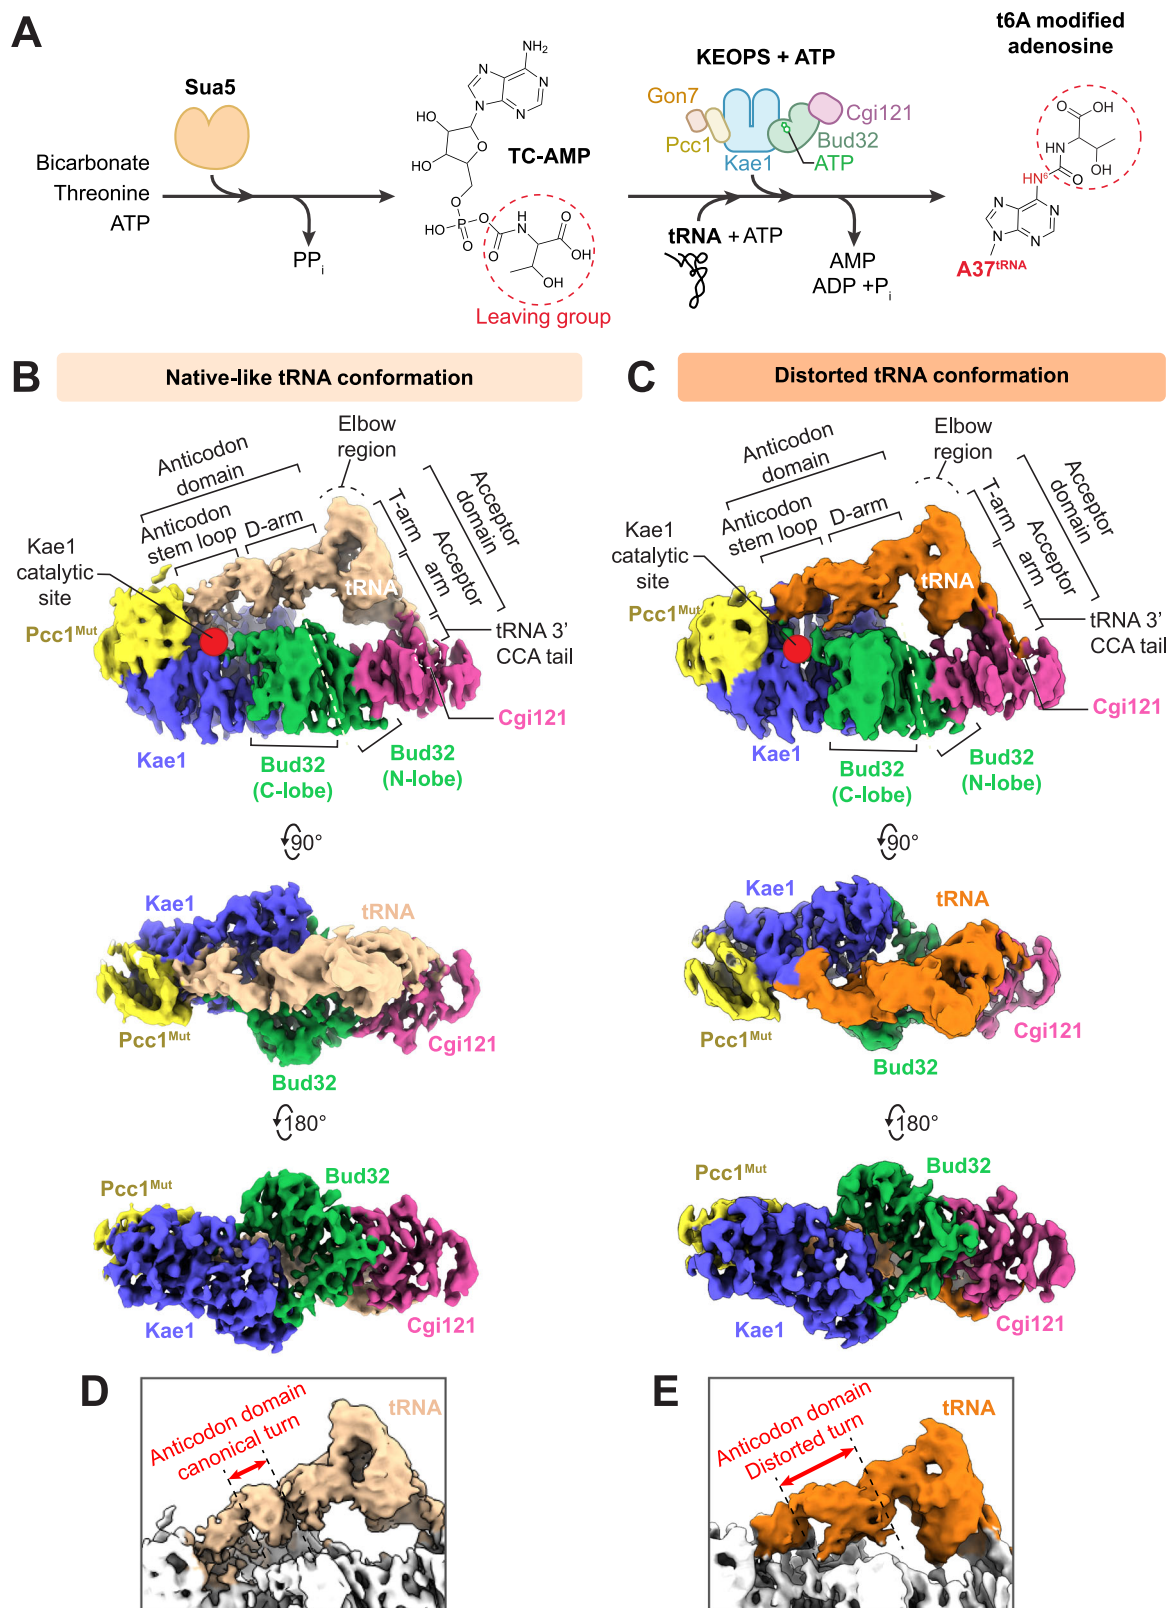 A
Sua5
Bicarbonate
Threonine
ATP
PPi
NH2
N
N
N
N
HO
HO
O
TC-AMP
O
HO
P
O
O
O
H
N
O
OH
OH
Leaving group
KEOPS + ATP
Gon7
Pcc1
Kae1
Cgi121
Bud32
ATP
tRNA + ATP
AMP
ADP +Pi
t6A modified
adenosine
O
OH
H
N
OH
HN6
O
N
N
N
N
A37tRNA
B
Native-like tRNA conformation
Elbow
region
Anticodon
domain
Anticodon
stem loop
D-arm
T-arm
Acceptor
arm
Acceptor
domain
Kae1
catalytic
site
Pcc1Mut
tRNA
tRNA 3’
CCA tail
Cgi121
Kae1
Bud32
(C-lobe)
Bud32
(N-lobe)
90°
Kae1
tRNA
Pcc1Mut
Cgi121
Bud32
180°
Pcc1Mut
Bud32
Kae1
Cgi121
C
Distorted tRNA conformation
Elbow
region
Anticodon
domain
Anticodon
stem loop
D-arm
T-arm
Acceptor
arm
Acceptor
domain
Kae1
catalytic
site
Pcc1Mut
tRNA
tRNA 3’
CCA tail
Cgi121
Kae1
Bud32
(C-lobe)
Bud32
(N-lobe)
90°
Kae1
tRNA
Pcc1Mut
Cgi121
Bud32
180°
Pcc1Mut
Bud32
Kae1
Cgi121
D
Anticodon domain
canonical turn
tRNA
E
Anticodon domain
Distorted turn
tRNA